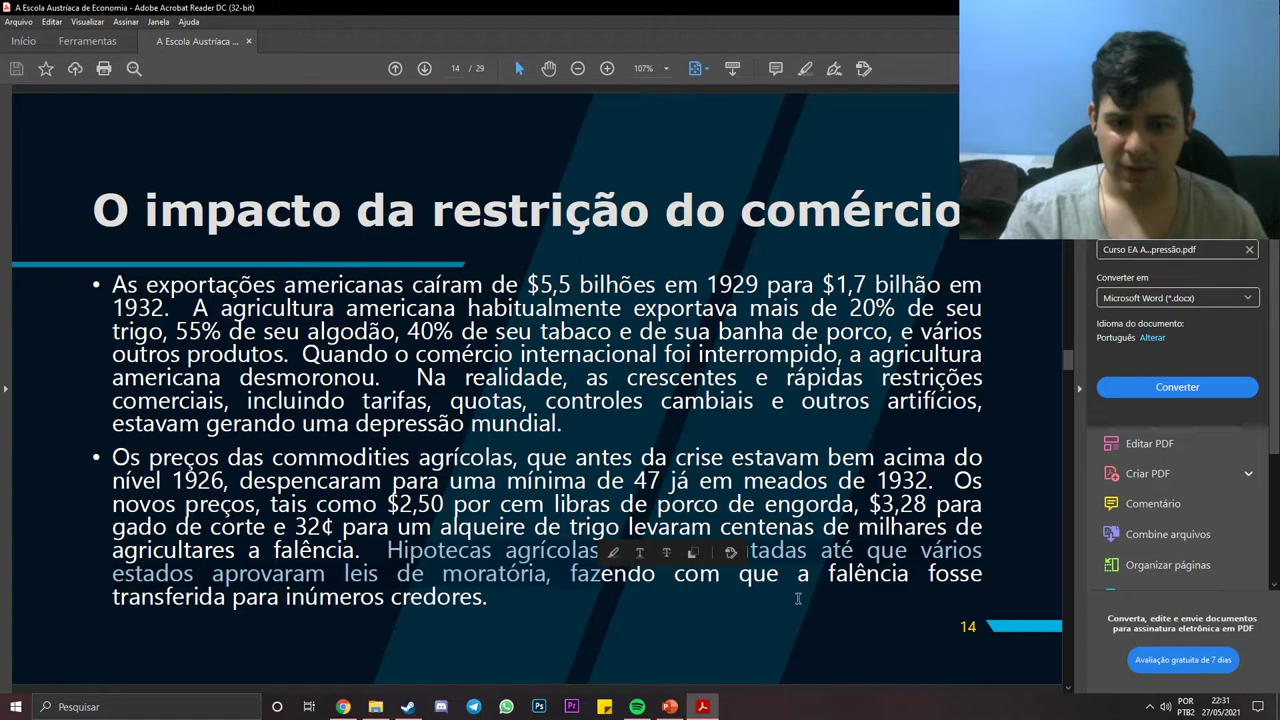 A Escola Austríaca de Economia - Adobe Acrobat Reader DC (32-bit)
Arquivo Editar Visualizar Assinar Janela Ajuda
Início Ferramentas A Escola Austríaca ... ×
14 / 29 107%
O impacto da restrição do comércio
• As exportações americanas caíram de $5,5 bilhões em 1929 para $1,7 bilhão em
1932. A agricultura americana habitualmente exportava mais de 20% de seu
trigo, 55% de seu algodão, 40% de seu tabaco e de sua banha de porco, e vários
outros produtos. Quando o comércio internacional foi interrompido, a agricultura
americana desmoronou. Na realidade, as crescentes e rápidas restrições
comerciais, incluindo tarifas, quotas, controles cambiais e outros artifícios,
estavam gerando uma depressão mundial.
• Os preços das commodities agrícolas, que antes da crise estavam bem acima do
nível 1926, despencaram para uma mínima de 47 já em meados de 1932. Os
novos preços, tais como $2,50 por cem libras de porco de engorda, $3,28 para
gado de corte e 32¢ para um alqueire de trigo levaram centenas de milhares de
agricultares a falência. Hipotecas agrícolas tadas até que vários
estados aprovaram leis de moratória, fazendo com que a falência fosse
transferida para inúmeros credores.
14
Curso EA A...pressão.pdf
Converter em
Microsoft Word (*.docx)
Idioma do documento:
Português Alterar
Converter
Editar PDF
Criar PDF
Comentário
Combine arquivos
Organizar páginas
Converta, edite e envie documentos
para assinatura eletrônica em PDF
Avaliação gratuita de 7 dias
Pesquisar
POR
PTB2
22:31
27/05/2021